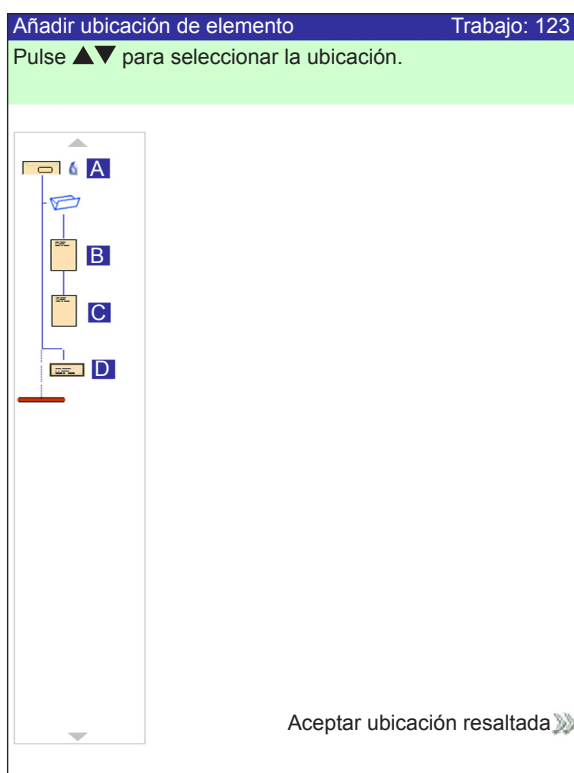 Añadir ubicación de elemento Trabajo: 123
Pulse ▲▼ para seleccionar la ubicación.
A
B
C
D
Aceptar ubicación resaltada